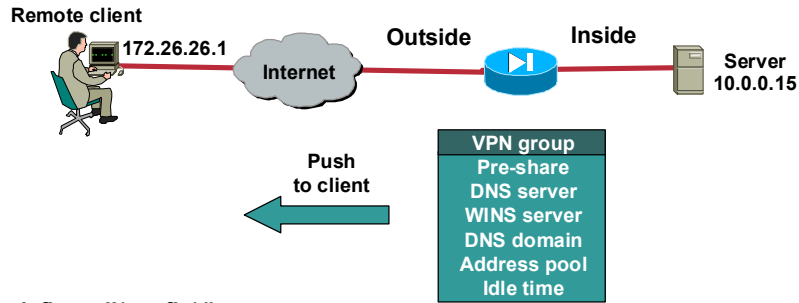 Remote client
172.26.26.1
Internet
Outside
Inside
Server
10.0.0.15
Push
to client
VPN group
Pre-share
DNS server
WINS server
DNS domain
Address pool
Idle time